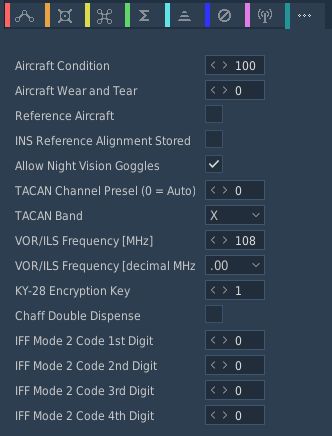 Aircraft Condition 100
Aircraft Wear and Tear 0
Reference Aircraft
INS Reference Alignment Stored
Allow Night Vision Goggles
TACAN Channel Presel (0 = Auto) 0
TACAN Band X
VOR/ILS Frequency [MHz] 108
VOR/ILS Frequency [decimal MHz .00
KY-28 Encryption Key 1
Chaff Double Dispense
IFF Mode 2 Code 1st Digit 0
IFF Mode 2 Code 2nd Digit 0
IFF Mode 2 Code 3rd Digit 0
IFF Mode 2 Code 4th Digit 0